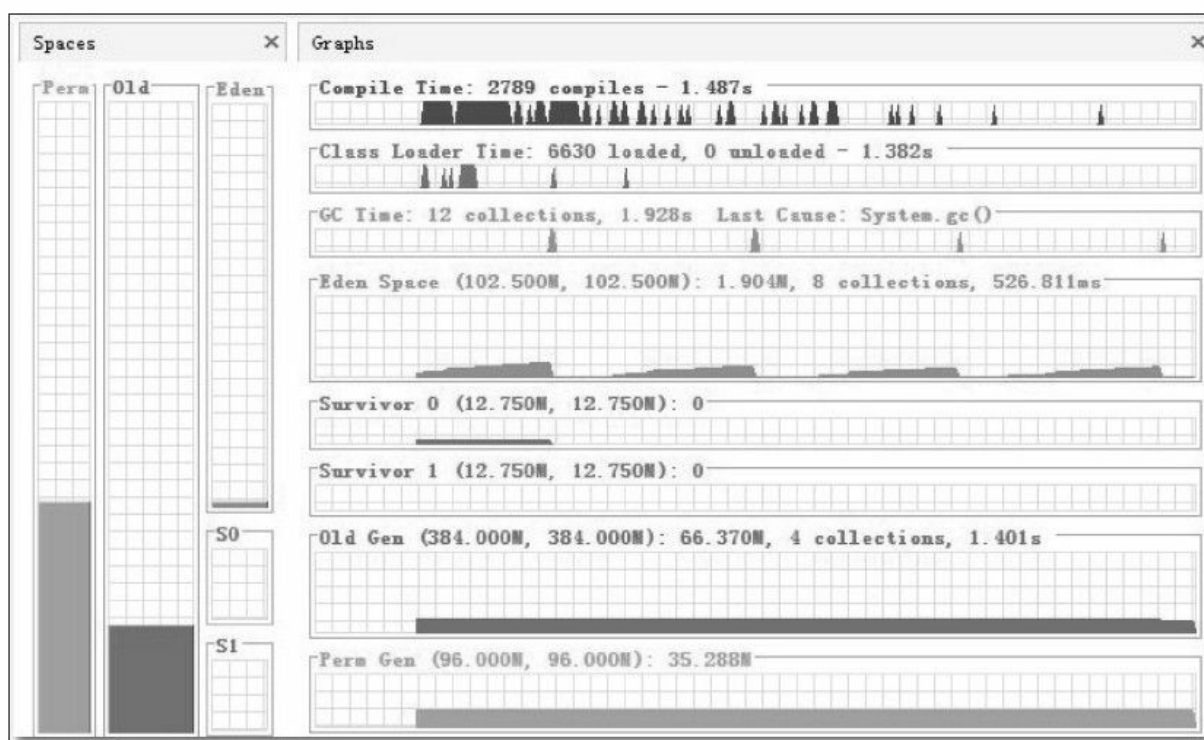 Spaces ×
Graphs ×
Perm Old Eden
S0
S1
Compile Time: 2789 compiles - 1.487s
Class Loader Time: 6630 loaded, 0 unloaded - 1.382s
GC Time: 12 collections, 1.928s Last Cause: System.gc()
Eden Space (102.500M, 102.500M): 1.904M, 8 collections, 526.811ms
Survivor 0 (12.750M, 12.750M): 0
Survivor 1 (12.750M, 12.750M): 0
Old Gen (384.000M, 384.000M): 66.370M, 4 collections, 1.401s
Perm Gen (96.000M, 96.000M): 35.288M